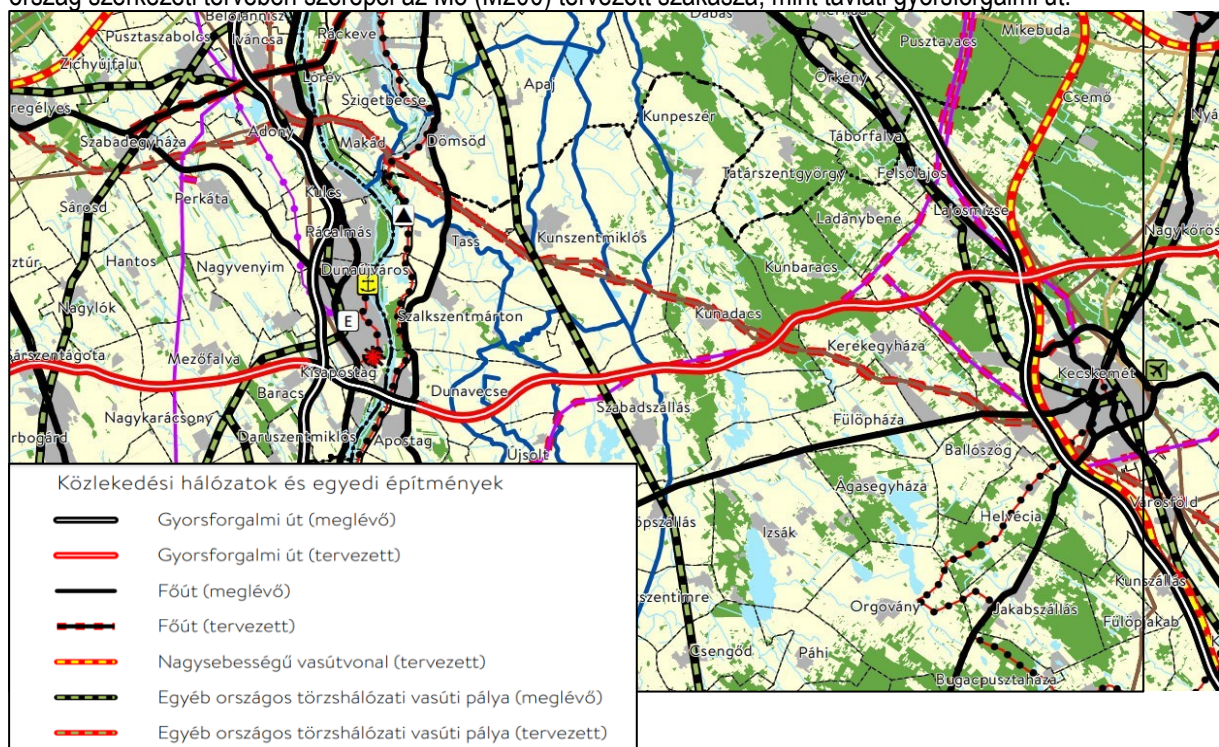 ország szerkezeti tervében szerepel az M8 (M200) tervezett szakasza, mint távlati gyorsforgalmi út.
Beloiannisz
Ráckeve
Dabas
Pusztavacs
Mikebuda
Pusztaszabolcs
Iváncsa
Zichyújfalu
Lórév
Apaj
Örkény
Csemő
Szigetbecse
regélyes
Adony
Makád
Dömsöd
Kunpeszér
Táborfalva
Szabadegyháza
Tatárszentgyörgy
Felsőlajos
Perkáta
Kulcs
Sárosd
Ladánybene
Lajosmizse
Rácalmás
Tass
Kunszentmiklós
Nagykőrös
Hantos
Nagyvenyim
Dunaújváros
Kunbaracs
Nagylók
E
Szalkszentmárton
Kunadacs
Mezőfalva
Kerekegyháza
Kisapostag
Kecskemét
Baracs
Dunavecse
Szabadszállás
Nagykarácsony
Fülöpháza
Daruszentmiklós
Apostag
Ballószög
Újsolt
Ágasegyháza
Városföld
Helvécia
Izsák
Kunszállás
Orgovány
Jakabszállás
Fülöpjakab
Csengőd
Páhi
Bugacpusztaháza
Közlekedési hálózatok és egyedi építmények
Gyorsforgalmi út (meglévő)
Gyorsforgalmi út (tervezett)
Főút (meglévő)
Főút (tervezett)
Nagysebességű vasútvonal (tervezett)
Egyéb országos törzshálózati vasúti pálya (meglévő)
Egyéb országos törzshálózati vasúti pálya (tervezett)